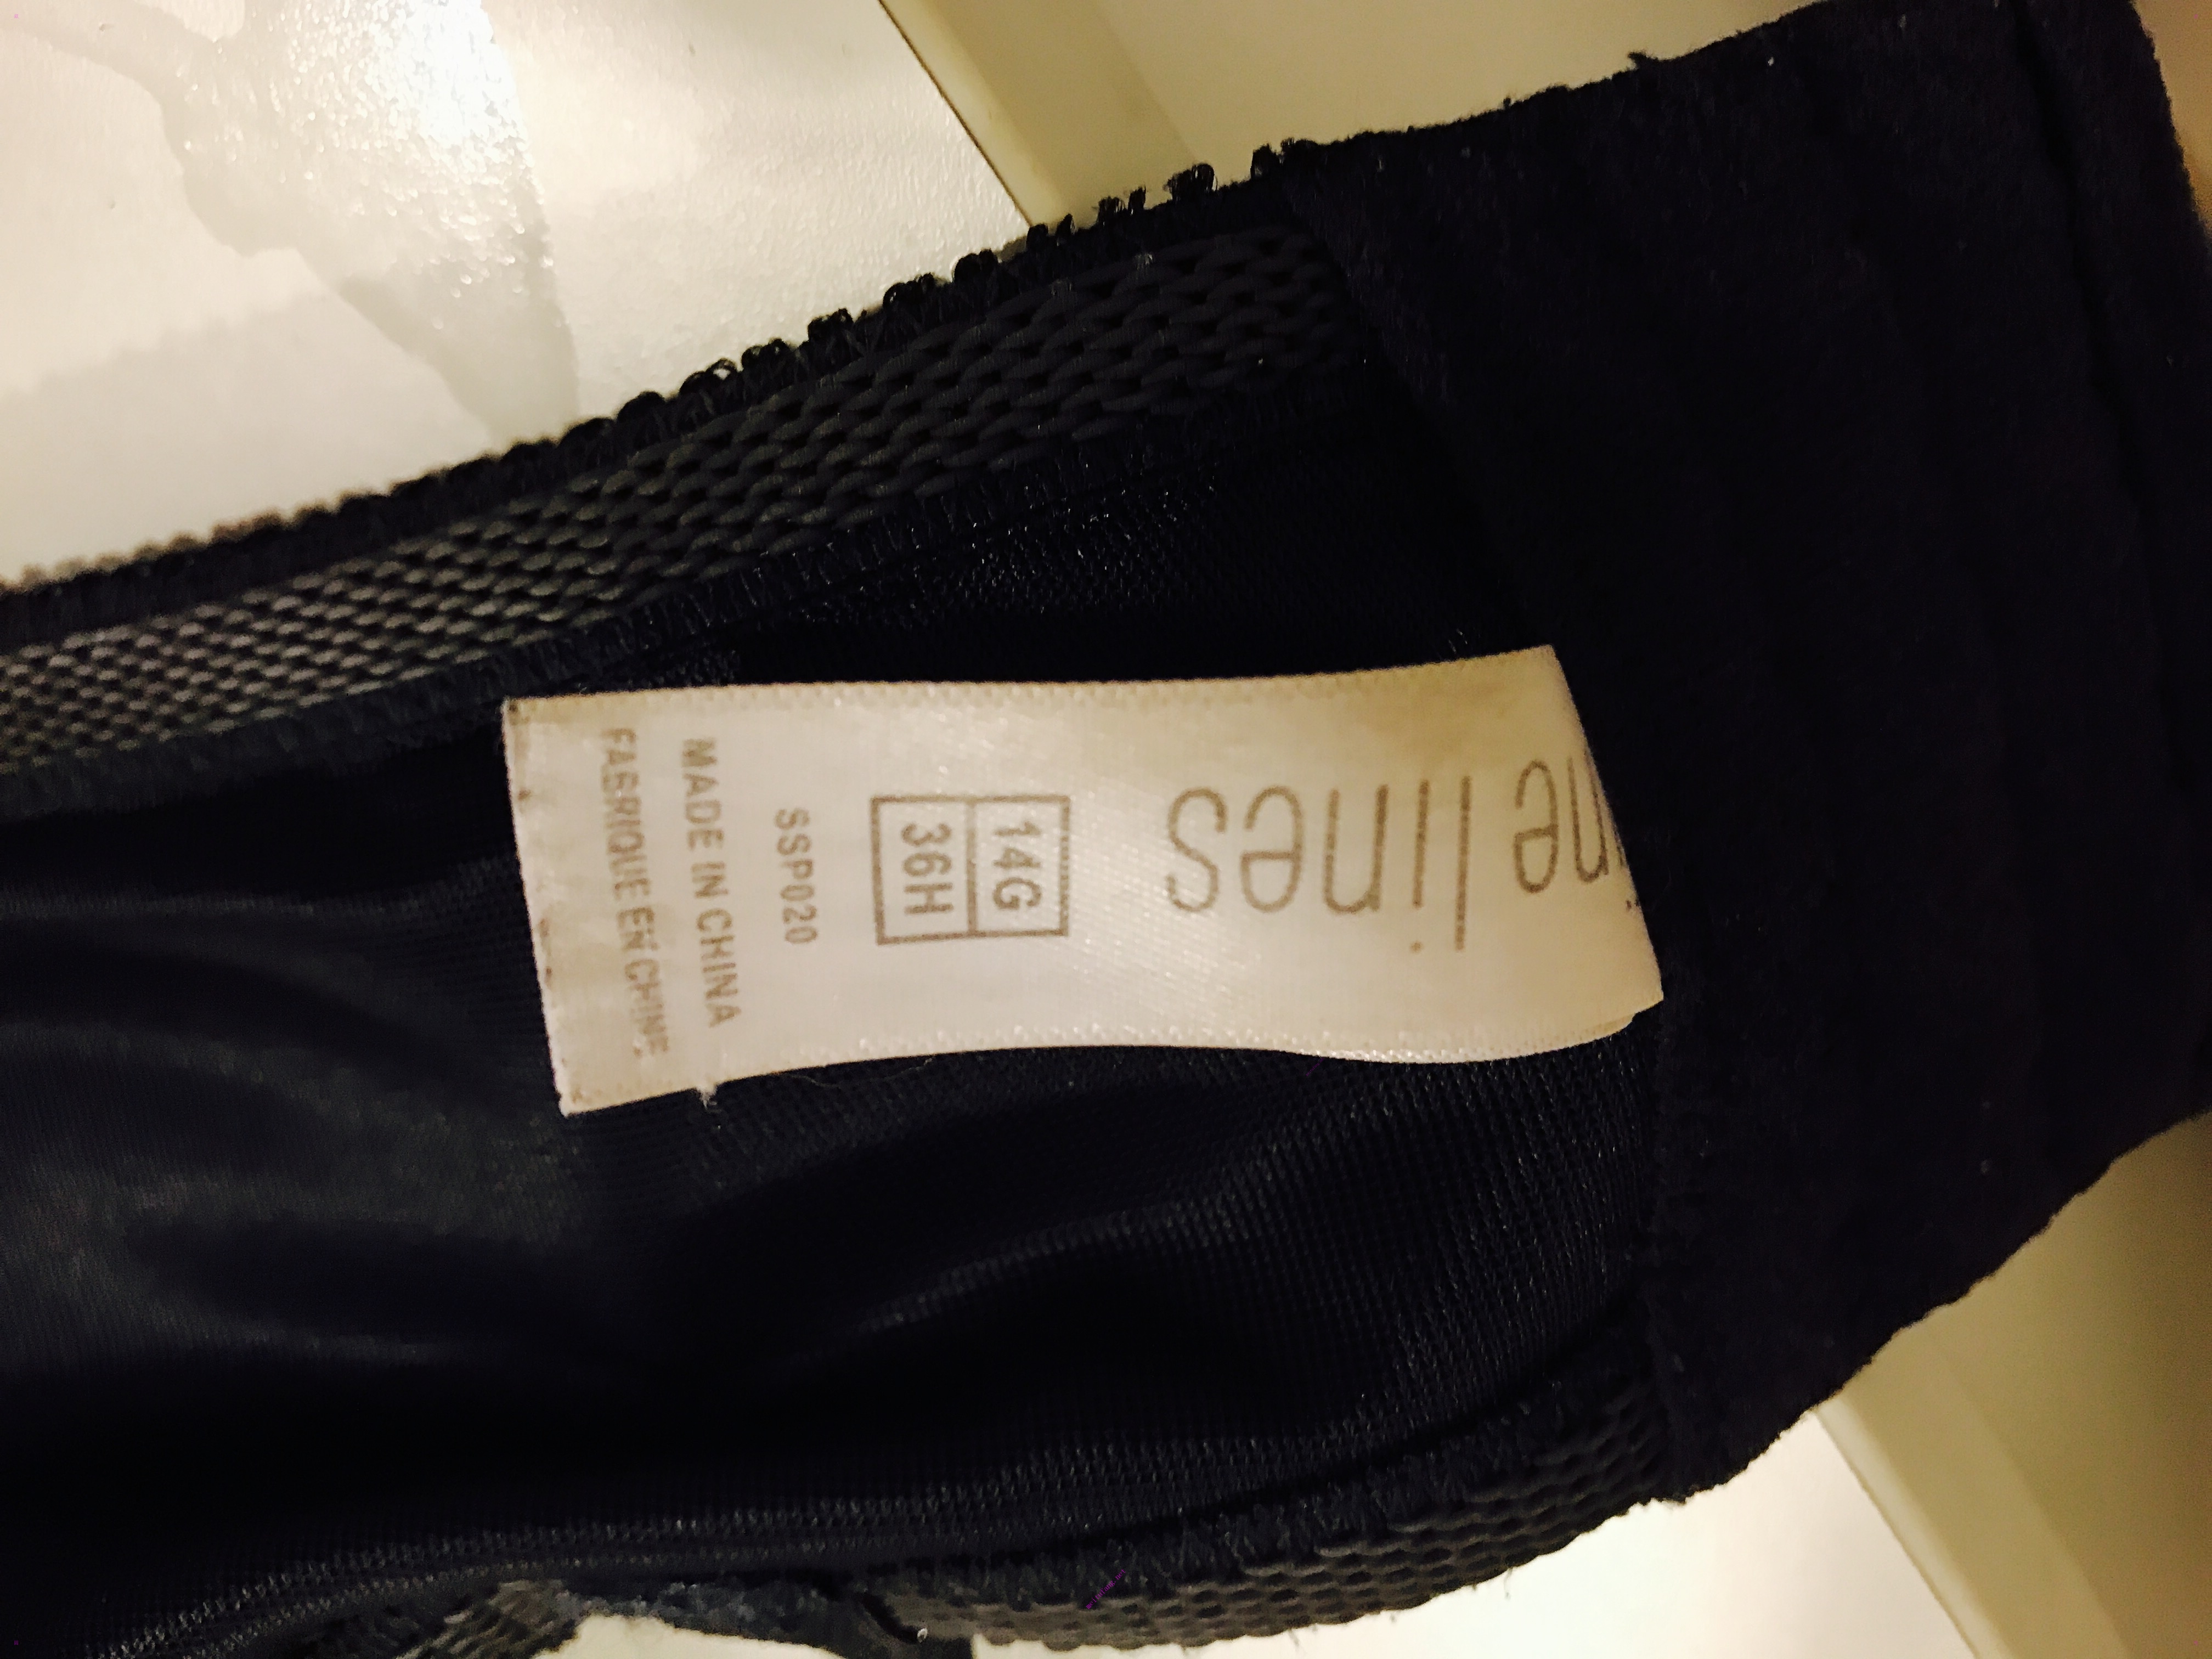 ne lines
14G
36H
SSP020
MADE IN CHINA
FABRIQUE EN CHINE